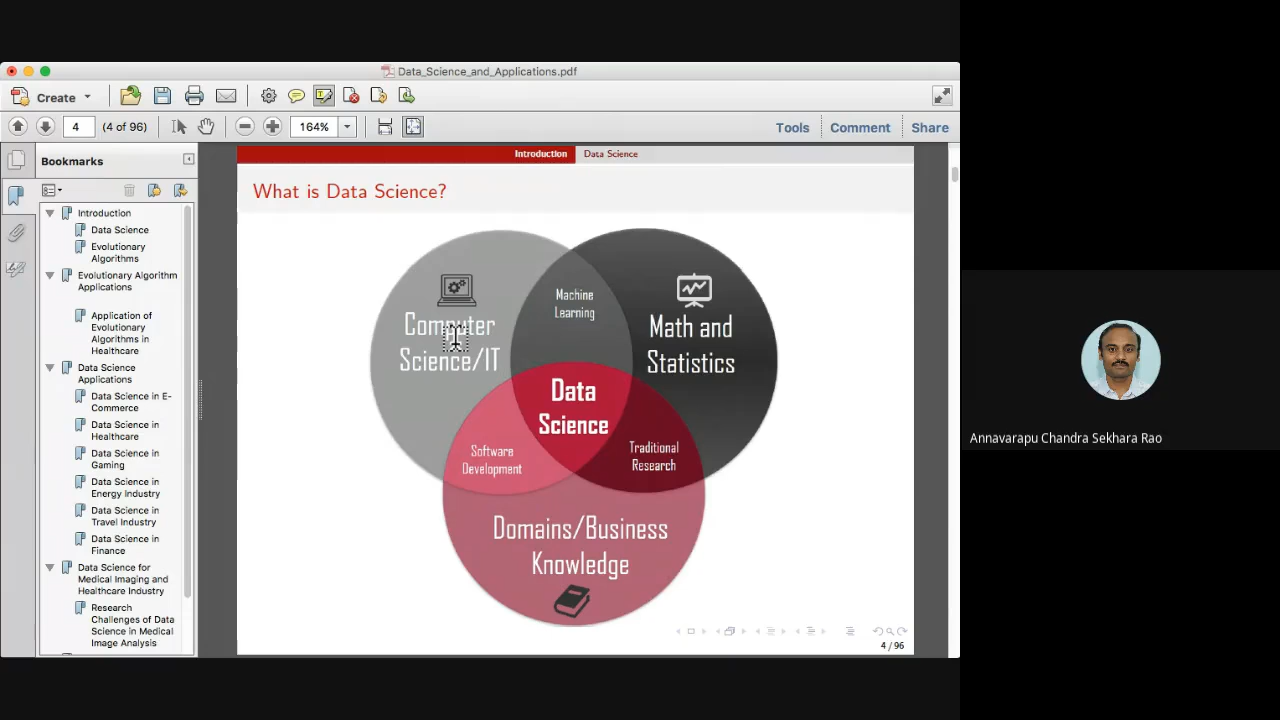 Data_Science_and_Applications.pdf
Create
4
(4 of 96)
164%
Tools
Comment
Share
Bookmarks
Introduction
Data Science
Evolutionary
Algorithms
Evolutionary Algorithm
Applications
Application of
Evolutionary
Algorithms in
Healthcare
Data Science
Applications
Data Science in E-
Commerce
Data Science in
Healthcare
Data Science in
Gaming
Data Science in
Energy Industry
Data Science in
Travel Industry
Data Science in
Finance
Data Science for
Medical Imaging and
Healthcare Industry
Research
Challenges of Data
Science in Medical
Image Analysis
Introduction
Data Science
What is Data Science?
Computer
Science/IT
Machine
Learning
Math and
Statistics
Data
Science
Software
Development
Traditional
Research
Domains/Business
Knowledge
4 / 96
Annavarapu Chandra Sekhara Rao